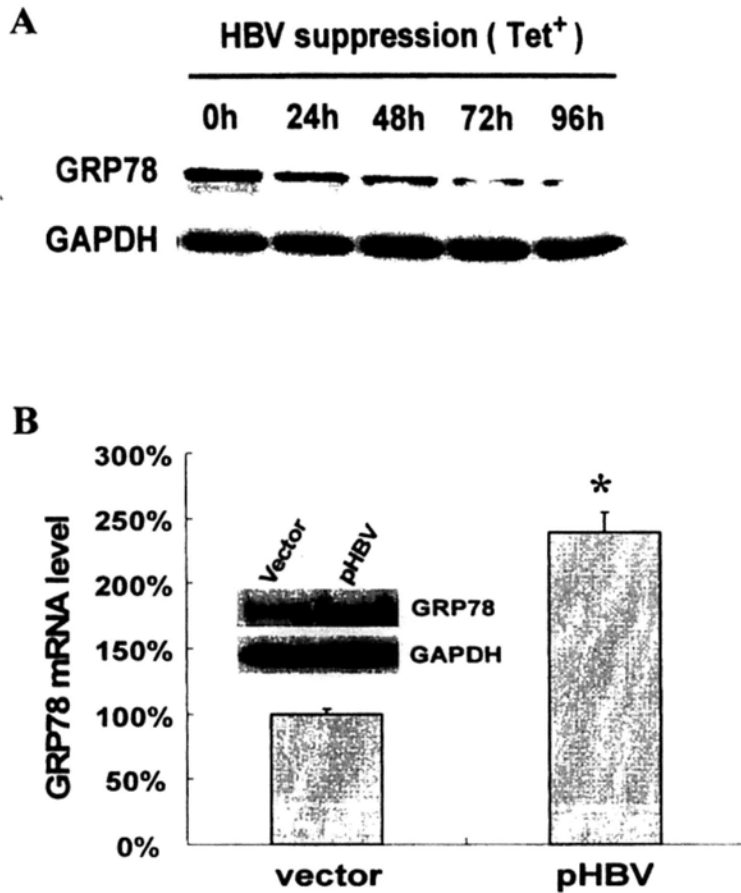 A
HBV suppression ( Tet⁺ )
0h 24h 48h 72h 96h
GRP78
GAPDH
B
300%
250%
200%
150%
100%
50%
0%
GRP78 mRNA level
*
Vector pHBV
GRP78
GAPDH
vector pHBV